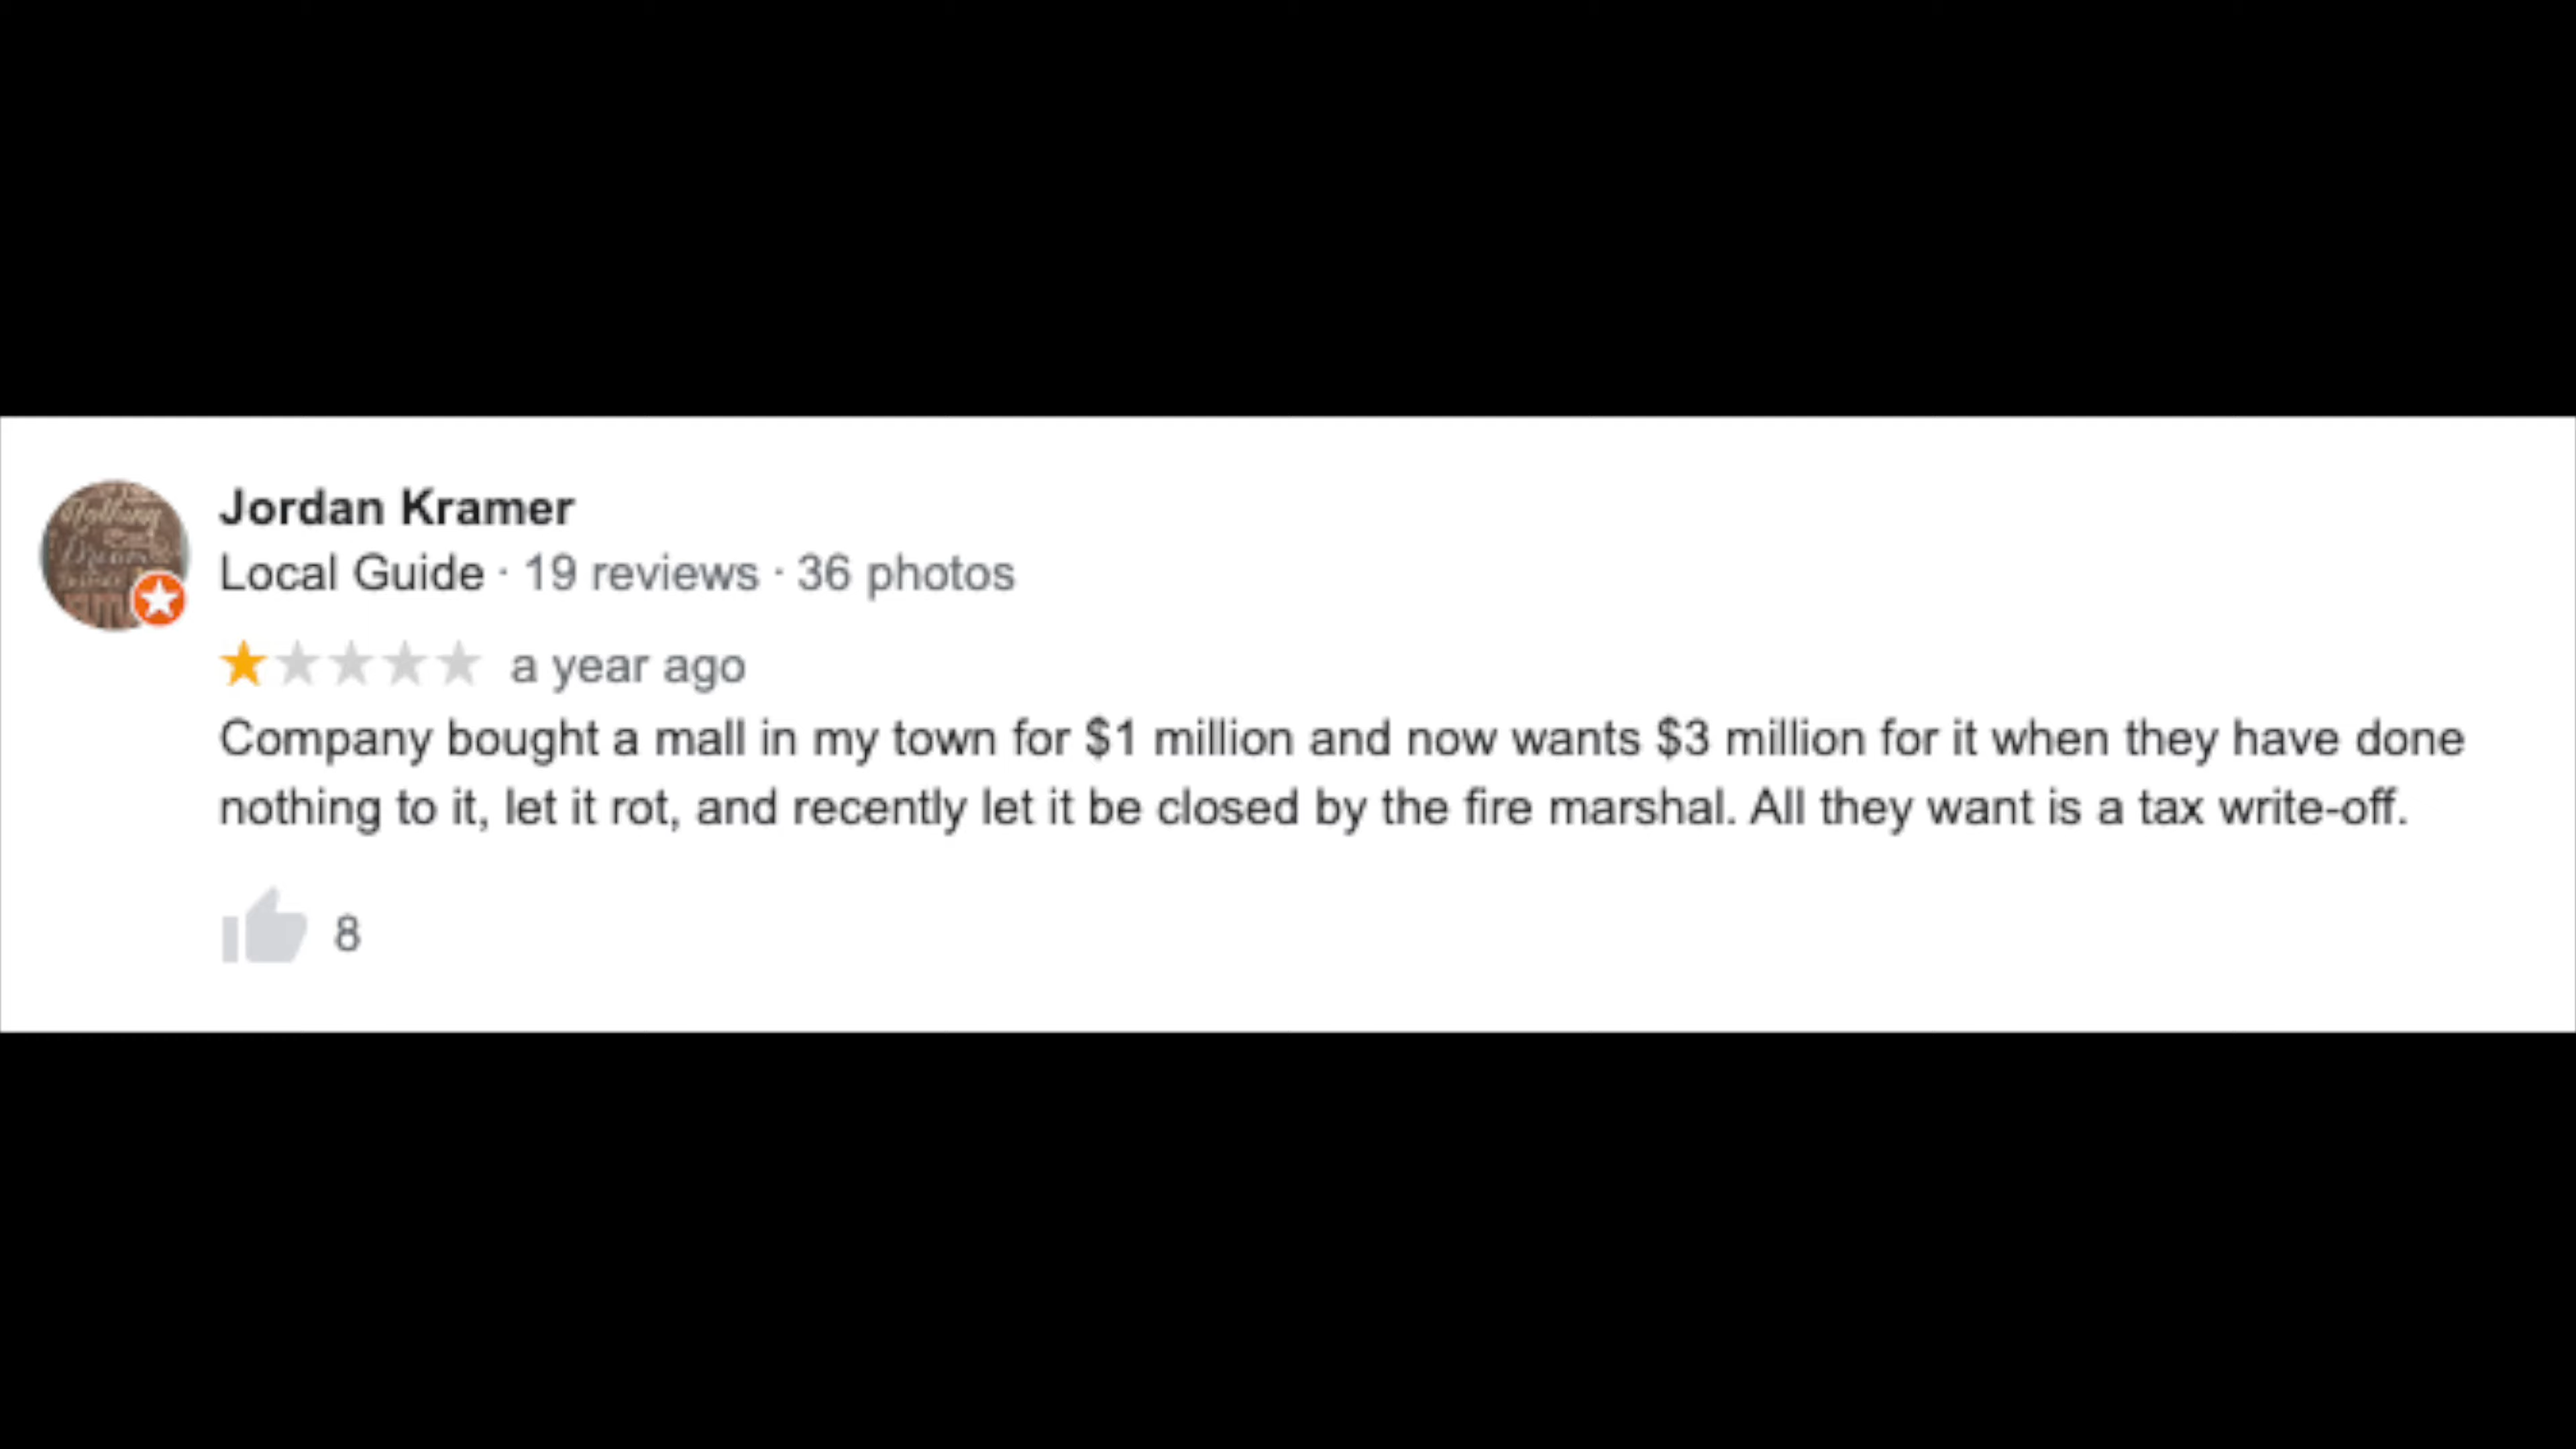 Nothing
Jordan Kramer
Local Guide · 19 reviews · 36 photos
a year ago
Company bought a mall in my town for $1 million and now wants $3 million for it when they have done
nothing to it, let it rot, and recently let it be closed by the fire marshal. All they want is a tax write-off.
8